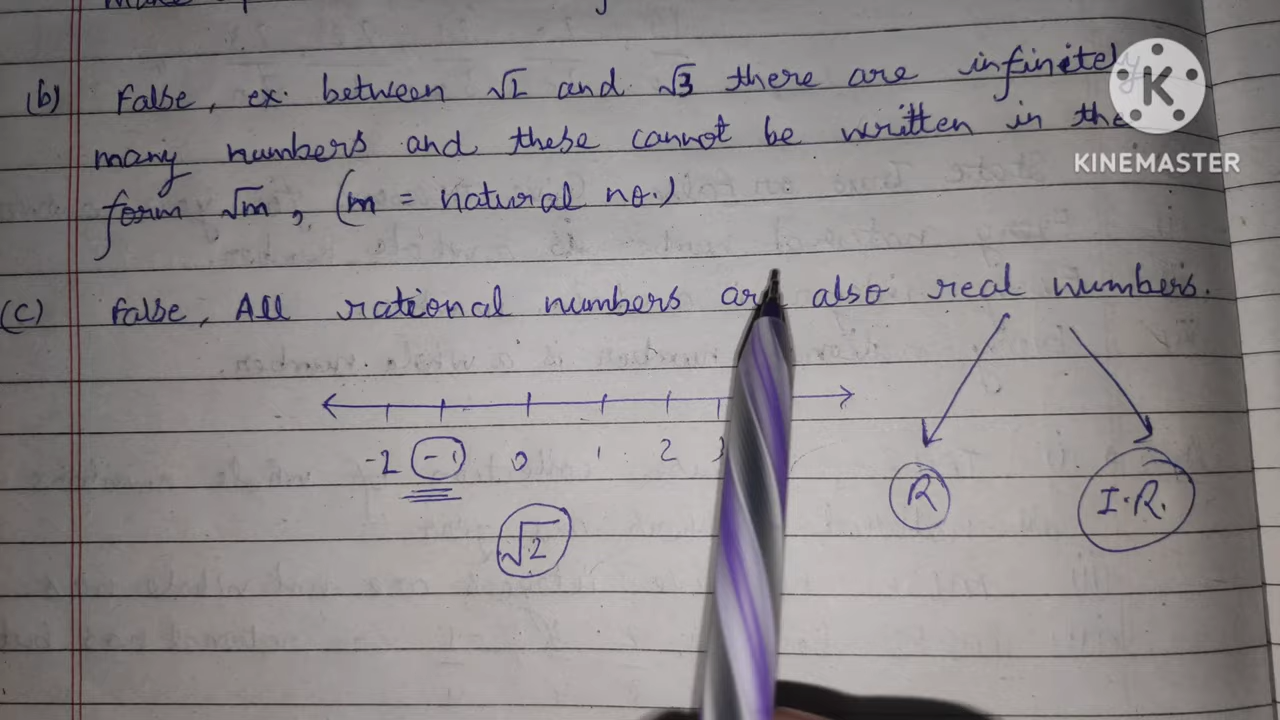 (b) False, ex. between √2 and √3 there are infinitely
many numbers and these cannot be written in the
form √m, (m = natural no.)
(c) False, All rational numbers are also real numbers.
-2 -1 0 1 2 3
R I.R.
√2
K
KINEMASTER